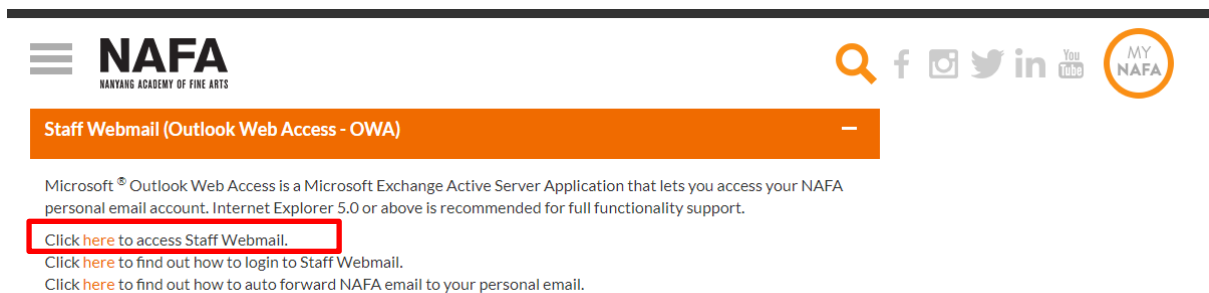 NAFA
NANYANG ACADEMY OF FINE ARTS
f
in
You
Tube
MY
NAFA
Staff Webmail (Outlook Web Access - OWA)
Microsoft ® Outlook Web Access is a Microsoft Exchange Active Server Application that lets you access your NAFA
personal email account. Internet Explorer 5.0 or above is recommended for full functionality support.
Click here to access Staff Webmail.
Click here to find out how to login to Staff Webmail.
Click here to find out how to auto forward NAFA email to your personal email.